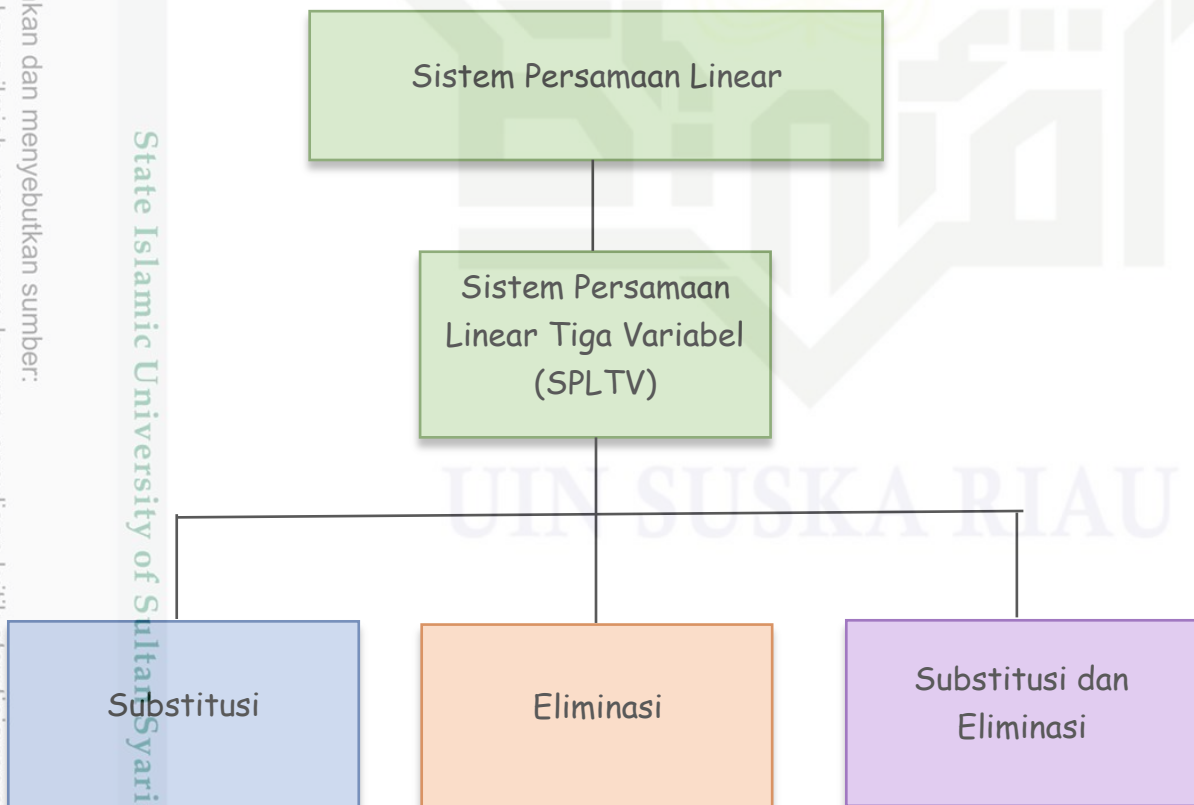 Sistem Persamaan Linear
Sistem Persamaan
Linear Tiga Variabel
(SPLTV)
Substitusi
Eliminasi
Substitusi dan
Eliminasi
UIN SUSKA RIAU
State Islamic University of Sultan Syari
kan dan menyebutkan sumber: